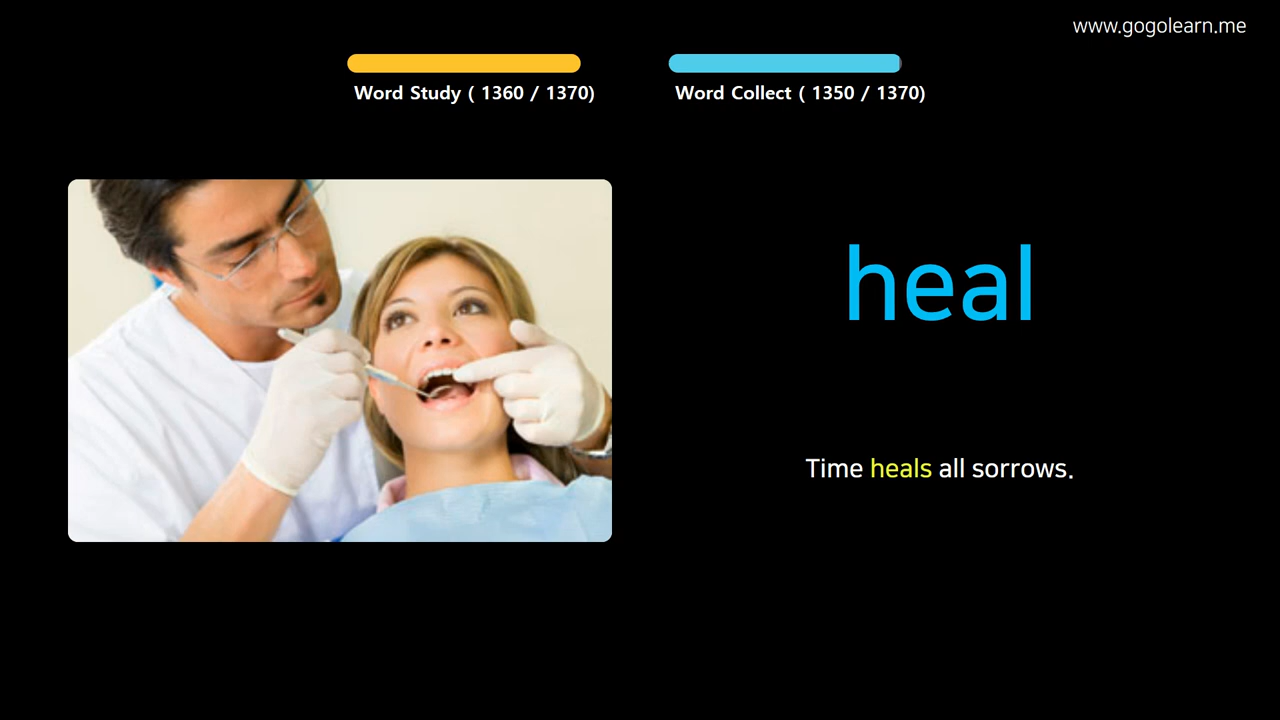 www.gogolearn.me
Word Study ( 1360 / 1370)
Word Collect ( 1350 / 1370)
heal
Time heals all sorrows.